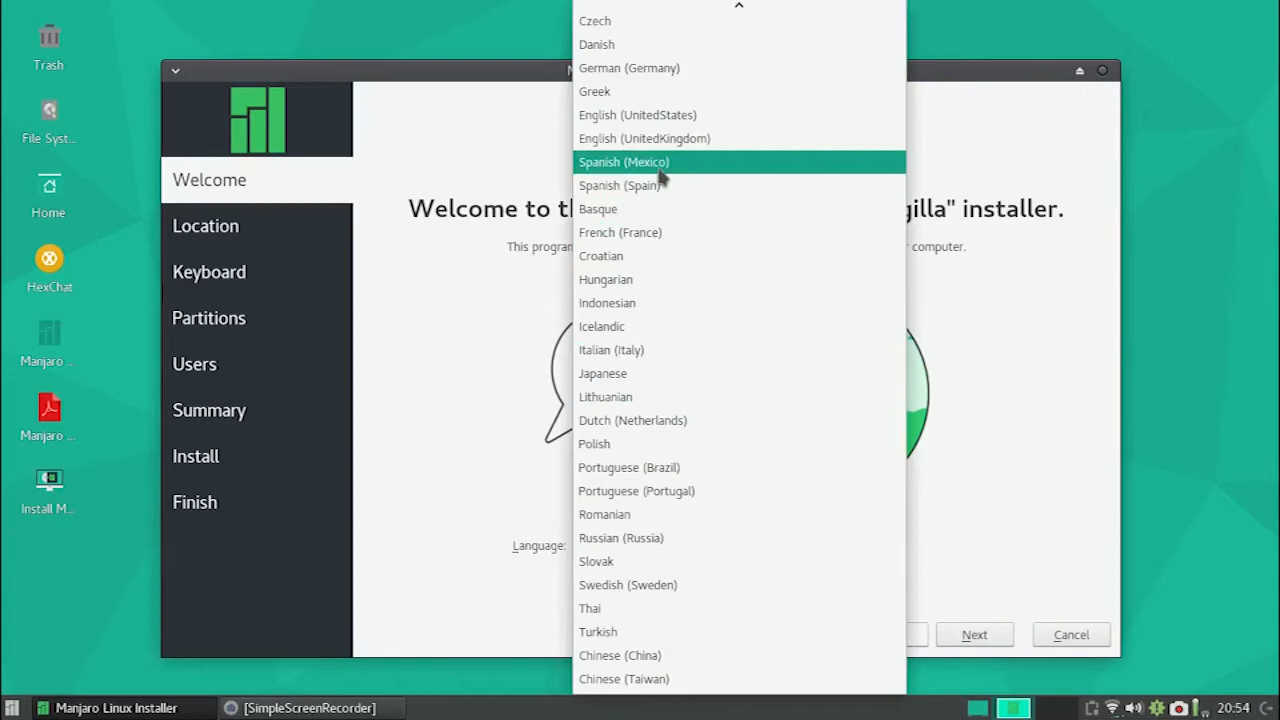 Trash
File Syst...
Home
HexChat
Manjaro ...
Manjaro ...
Install M...
Welcome
Location
Keyboard
Partitions
Users
Summary
Install
Finish
Welcome to th
gilla" installer.
This progran
computer.
Language:
Czech
Danish
German (Germany)
Greek
English (UnitedStates)
English (UnitedKingdom)
Spanish (Mexico)
Spanish (Spain)
Basque
French (France)
Croatian
Hungarian
Indonesian
Icelandic
Italian (Italy)
Japanese
Lithuanian
Dutch (Netherlands)
Polish
Portuguese (Brazil)
Portuguese (Portugal)
Romanian
Russian (Russia)
Slovak
Swedish (Sweden)
Thai
Turkish
Chinese (China)
Chinese (Taiwan)
Next
Cancel
Manjaro Linux Installer
[SimpleScreenRecorder]
20:54